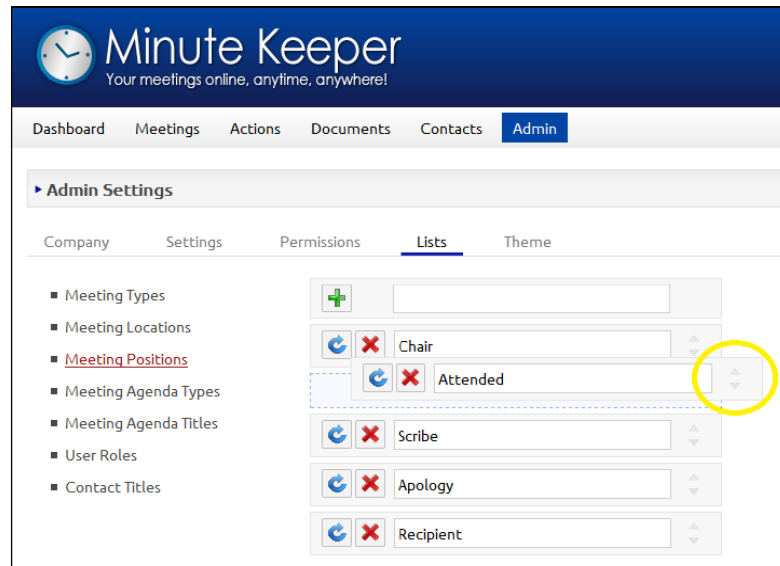 Minute Keeper
Your meetings online, anytime, anywhere!
Dashboard Meetings Actions Documents Contacts Admin
Admin Settings
Company Settings Permissions Lists Theme
Meeting Types
Meeting Locations
Meeting Positions
Meeting Agenda Types
Meeting Agenda Titles
User Roles
Contact Titles
Chair
Attended
Scribe
Apology
Recipient